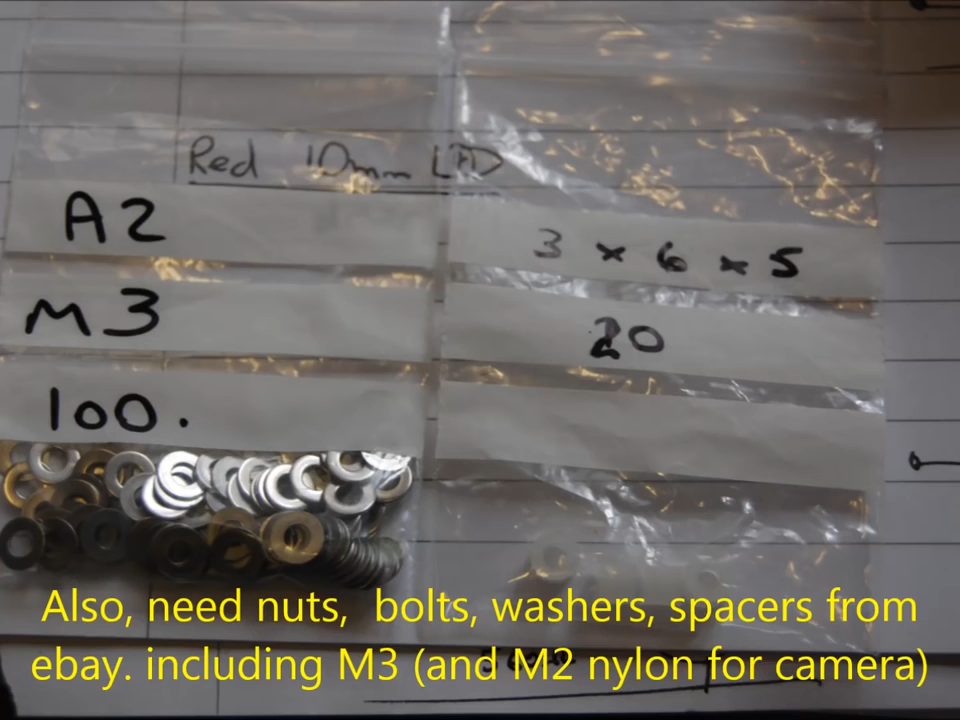 Red 10mm LED
A2
M3
100.
3 x 6 x 5
20
Also, need nuts, bolts, washers, spacers from
ebay. including M3 (and M2 nylon for camera)